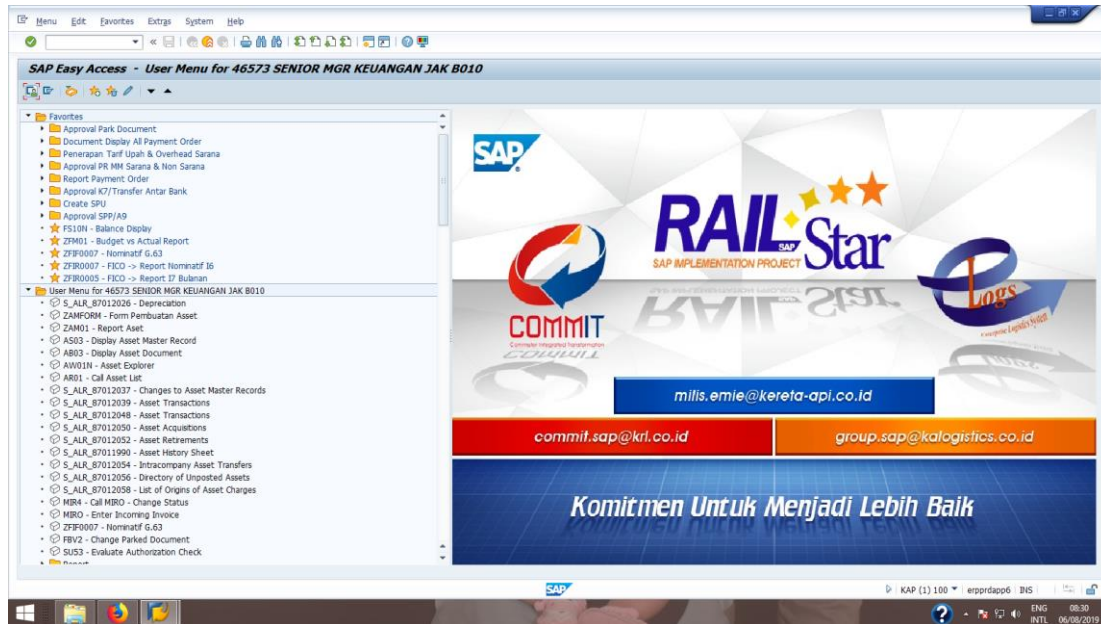 Menu Edit Favorites Extras System Help
SAP Easy Access - User Menu for 46573 SENIOR MGR KEUANGAN JAK B010
Favorites
Approval Park Document
Document Display All Payment Order
Penerapan Tarif Upah & Overhead Sarana
Approval PR MM Sarana & Non Sarana
Report Payment Order
Approval K7/Transfer Antar Bank
Create SPU
Approval SPP/A9
FS10N - Balance Display
ZFM01 - Budget vs Actual Report
ZFIF0007 - Nominatif G.63
ZFIR0007 - FICO -> Report Nominatif I6
ZFIR0005 - FICO -> Report I7 Bulanan
User Menu for 46573 SENIOR MGR KEUANGAN JAK B010
S_ALR_87012026 - Depreciation
ZAMFORM - Form Pembuatan Asset
ZAM01 - Report Aset
AS03 - Display Asset Master Record
AB03 - Display Asset Document
AW01N - Asset Explorer
AR01 - Call Asset List
S_ALR_87012037 - Changes to Asset Master Records
S_ALR_87012039 - Asset Transactions
S_ALR_87012048 - Asset Transactions
S_ALR_87012050 - Asset Acquisitions
S_ALR_87012052 - Asset Retirements
S_ALR_87011990 - Asset History Sheet
S_ALR_87012054 - Intracompany Asset Transfers
S_ALR_87012056 - Directory of Unposted Assets
S_ALR_87012058 - List of Origins of Asset Charges
MIR4 - Call MIRO - Change Status
MIRO - Enter Incoming Invoice
ZFIF0007 - Nominatif G.63
FBV2 - Change Parked Document
SU53 - Evaluate Authorization Check
Report
SAP
RAIL SAP Star
SAP IMPLEMENTATION PROJECT
COMMIT
Commuter Integrated Transformation
eLogs
Enterprise Logistics System
milis.emie@kereta-api.co.id
commit.sap@krl.co.id
group.sap@kalogistics.co.id
Komitmen Untuk Menjadi Lebih Baik
SAP
KAP (1) 100 erpprdapp6 INS
ENG 08:30
INTL 06/08/2019